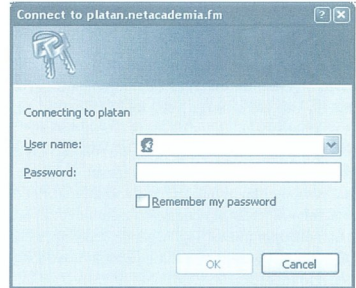 Connect to platan.netacademia.fm
Connecting to platan
User name:
Password:
Remember my password
OK
Cancel